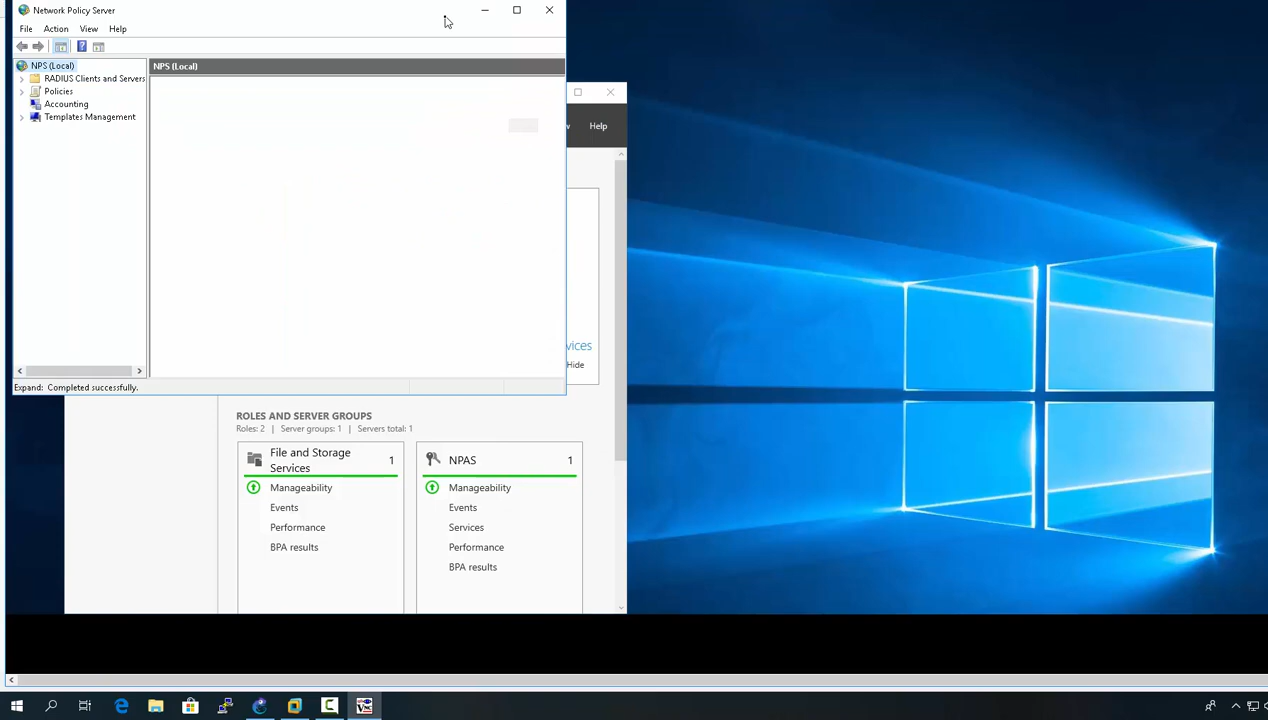 Network Policy Server
File Action View Help
NPS (Local)
RADIUS Clients and Servers
Policies
Accounting
Templates Management
NPS (Local)
Expand: Completed successfully.
Help
Hide
ROLES AND SERVER GROUPS
Roles: 2 | Server groups: 1 | Servers total: 1
File and Storage Services 1
Manageability
Events
Performance
BPA results
NPAS 1
Manageability
Events
Services
Performance
BPA results